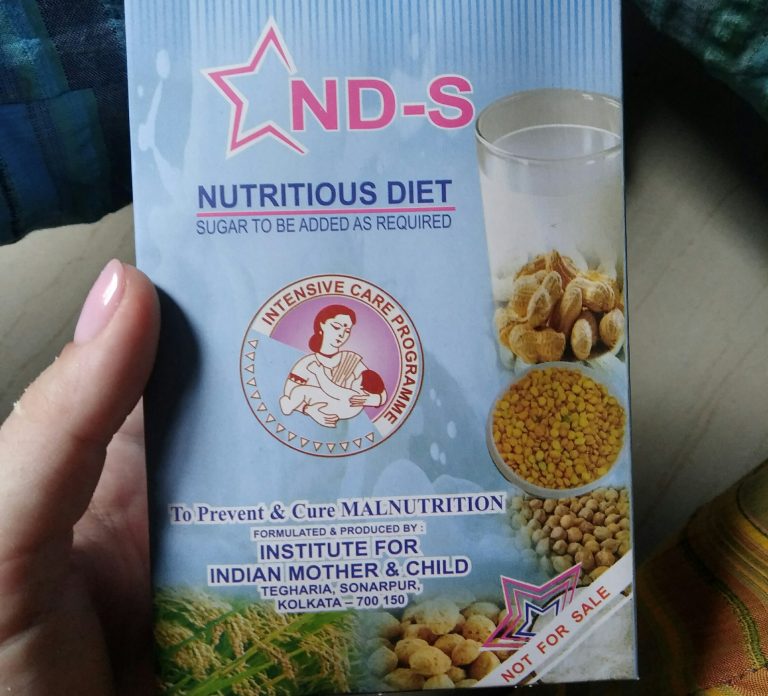 ND-S
NUTRITIOUS DIET
SUGAR TO BE ADDED AS REQUIRED
INTENSIVE CARE PROGRAMME
To Prevent & Cure MALNUTRITION
FORMULATED & PRODUCED BY :
INSTITUTE FOR
INDIAN MOTHER & CHILD
TEGHARIA, SONARPUR,
KOLKATA – 700 150
NOT FOR SALE